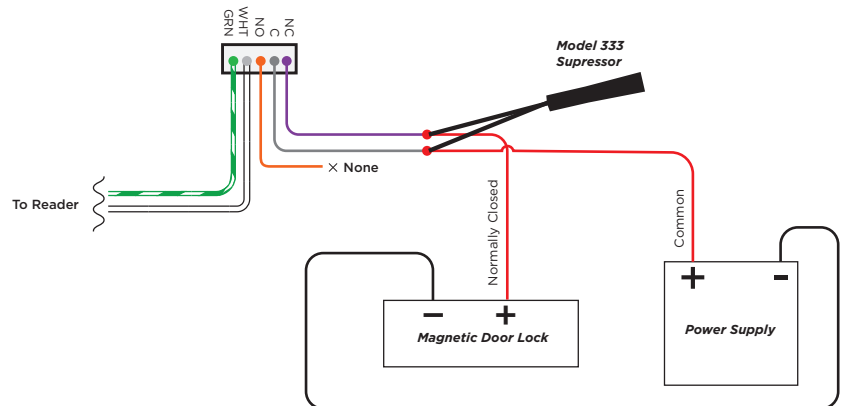 GRN
WHT
NO
C
NC
Model 333
Supressor
× None
To Reader
Normally Closed
Common
+
-
− +
Magnetic Door Lock
Power Supply